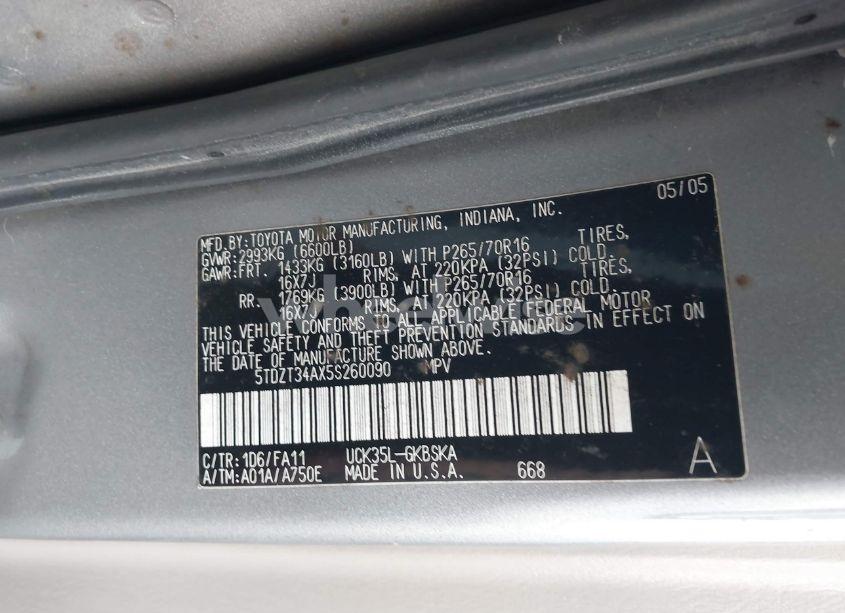 05/05
MFD.BY:TOYOTA MOTOR MANUFACTURING, INDIANA, INC.
GVWR:2993KG (6600LB)
GAWR:FRT. 1433KG (3160LB) WITH P265/70R16 TIRES,
16X7J RIMS, AT 220KPA (32PSI) COLD.
RR. 1769KG (3900LB) WITH P265/70R16 TIRES,
16X7J RIMS, AT 220KPA (32PSI) COLD.
THIS VEHICLE CONFORMS TO ALL APPLICABLE FEDERAL MOTOR
VEHICLE SAFETY AND THEFT PREVENTION STANDARDS IN EFFECT ON
THE DATE OF MANUFACTURE SHOWN ABOVE.
5TDZT34AX5S260090 MPV
C/TR:1D6/FA11 UCK35L-GKBSKA
A/TM:A01A/A750E MADE IN U.S.A. 668 A